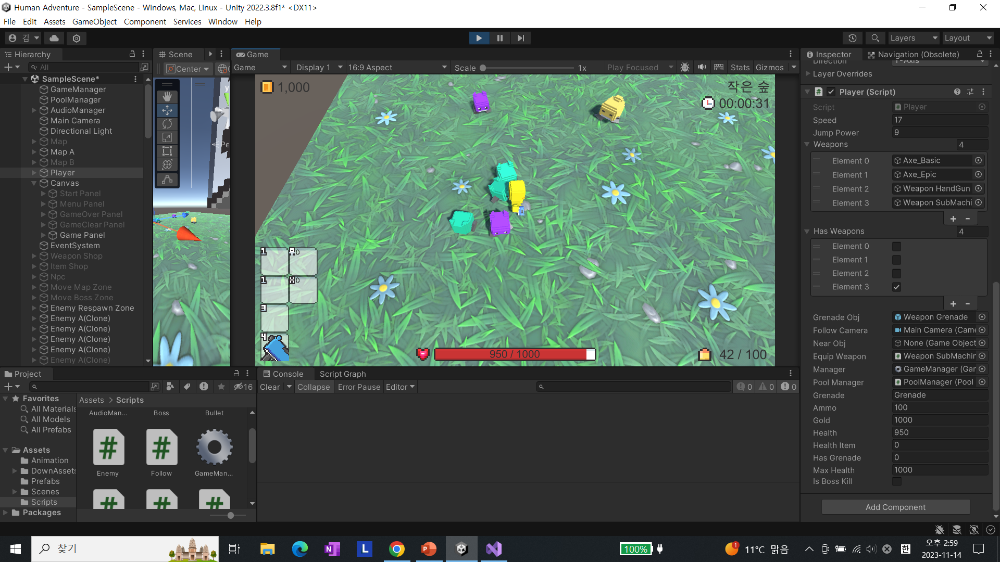 Human Adventure - SampleScene - Windows, Mac, Linux - Unity 2022.3.8f1* <DX11>
File Edit Assets GameObject Component Services Window Help
김
Layers
Layout
Hierarchy
All
SampleScene*
GameManager
PoolManager
AudioManager
Main Camera
Directional Light
Map
Map A
Map B
Player
Canvas
Start Panel
Menu Panel
GameOver Panel
GameClear Panel
Game Panel
EventSystem
Weapon Shop
Item Shop
Npc
Move Map Zone
Move Boss Zone
Enemy Respawn Zone
Enemy A(Clone)
Enemy A(Clone)
Enemy A(Clone)
Enemy A(Clone)
Enemy A(Clone)
Scene
Center
y
Game
Game
Display 1
16:9 Aspect
Scale
1x
Play Focused
Stats
Gizmos
1,000
작은 숲
00:00:31
1
0
1
0
3
4
950 / 1000
42 / 100
Inspector
Navigation (Obsolete)
Direction
Y-Axis
Layer Overrides
Player (Script)
Script
Player
Speed
17
Jump Power
9
Weapons
4
Element 0
Axe_Basic
Element 1
Axe_Epic
Element 2
Weapon HandGun
Element 3
Weapon SubMachi
Has Weapons
4
Element 0
Element 1
Element 2
Element 3
Grenade Obj
Weapon Grenade
Follow Camera
Main Camera (Came
Near Obj
None (Game Object
Equip Weapon
Weapon SubMachin
Manager
GameManager (Gar
Pool Manager
PoolManager (Pool
Grenade
Grenade
Ammo
100
Gold
1000
Health
950
Health Item
0
Has Grenade
0
Max Health
1000
Is Boss Kill
Add Component
Project
16
Favorites
All Materials
All Models
All Prefabs
Assets
Animation
DownAssets
Prefabs
Scenes
Scripts
Packages
Assets > Scripts
AudioMan...
Boss
Bullet
Enemy
Follow
GameMan...
Console
Script Graph
Clear
Collapse
Error Pause
Editor
0
0
0
찾기
100%
1
11°C 맑음
한
오후 2:59
2023-11-14